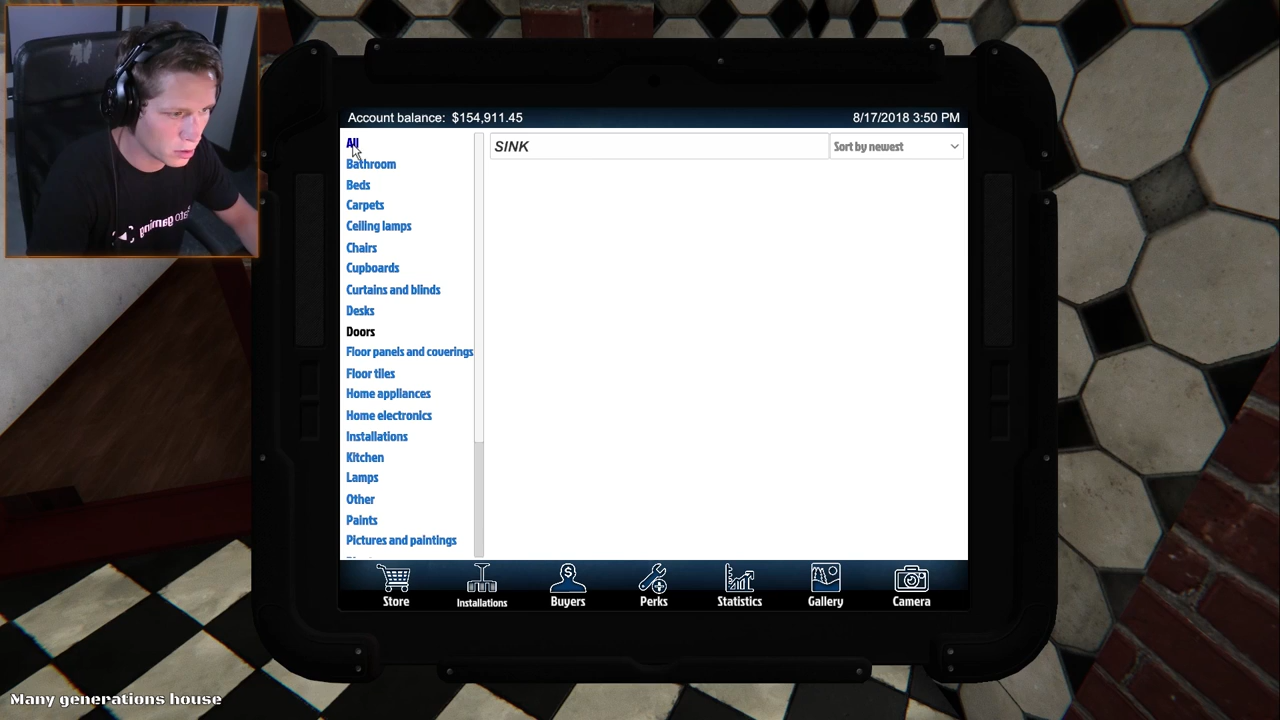 Account balance: $154,911.45
8/17/2018 3:50 PM
All
Bathroom
Beds
Carpets
Ceiling lamps
Chairs
Cupboards
Curtains and blinds
Desks
Doors
Floor panels and coverings
Floor tiles
Home appliances
Home electronics
Installations
Kitchen
Lamps
Other
Paints
Pictures and paintings
SINK
Sort by newest
Store
Installations
Buyers
Perks
Statistics
Gallery
Camera
Many generations house